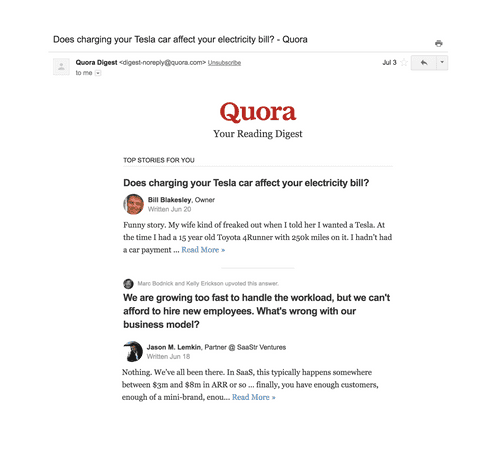 Does charging your Tesla car affect your electricity bill? - Quora
Quora Digest <digest-noreply@quora.com> Unsubscribe
Jul 3
to me
Quora
Your Reading Digest
TOP STORIES FOR YOU
Does charging your Tesla car affect your electricity bill?
Bill Blakesley, Owner
Written Jun 20
Funny story. My wife kind of freaked out when I told her I wanted a Tesla. At
the time I had a 15 year old Toyota 4Runner with 250k miles on it. I hadn't had
a car payment ... Read More »
Marc Bodnick and Kelly Erickson upvoted this answer.
We are growing too fast to handle the workload, but we can't
afford to hire new employees. What's wrong with our
business model?
Jason M. Lemkin, Partner @ SaaStr Ventures
Written Jun 18
Nothing. We've all been there. In SaaS, this typically happens somewhere
between $3m and $8m in ARR or so ... finally, you have enough customers,
enough of a mini-brand, enou... Read More »